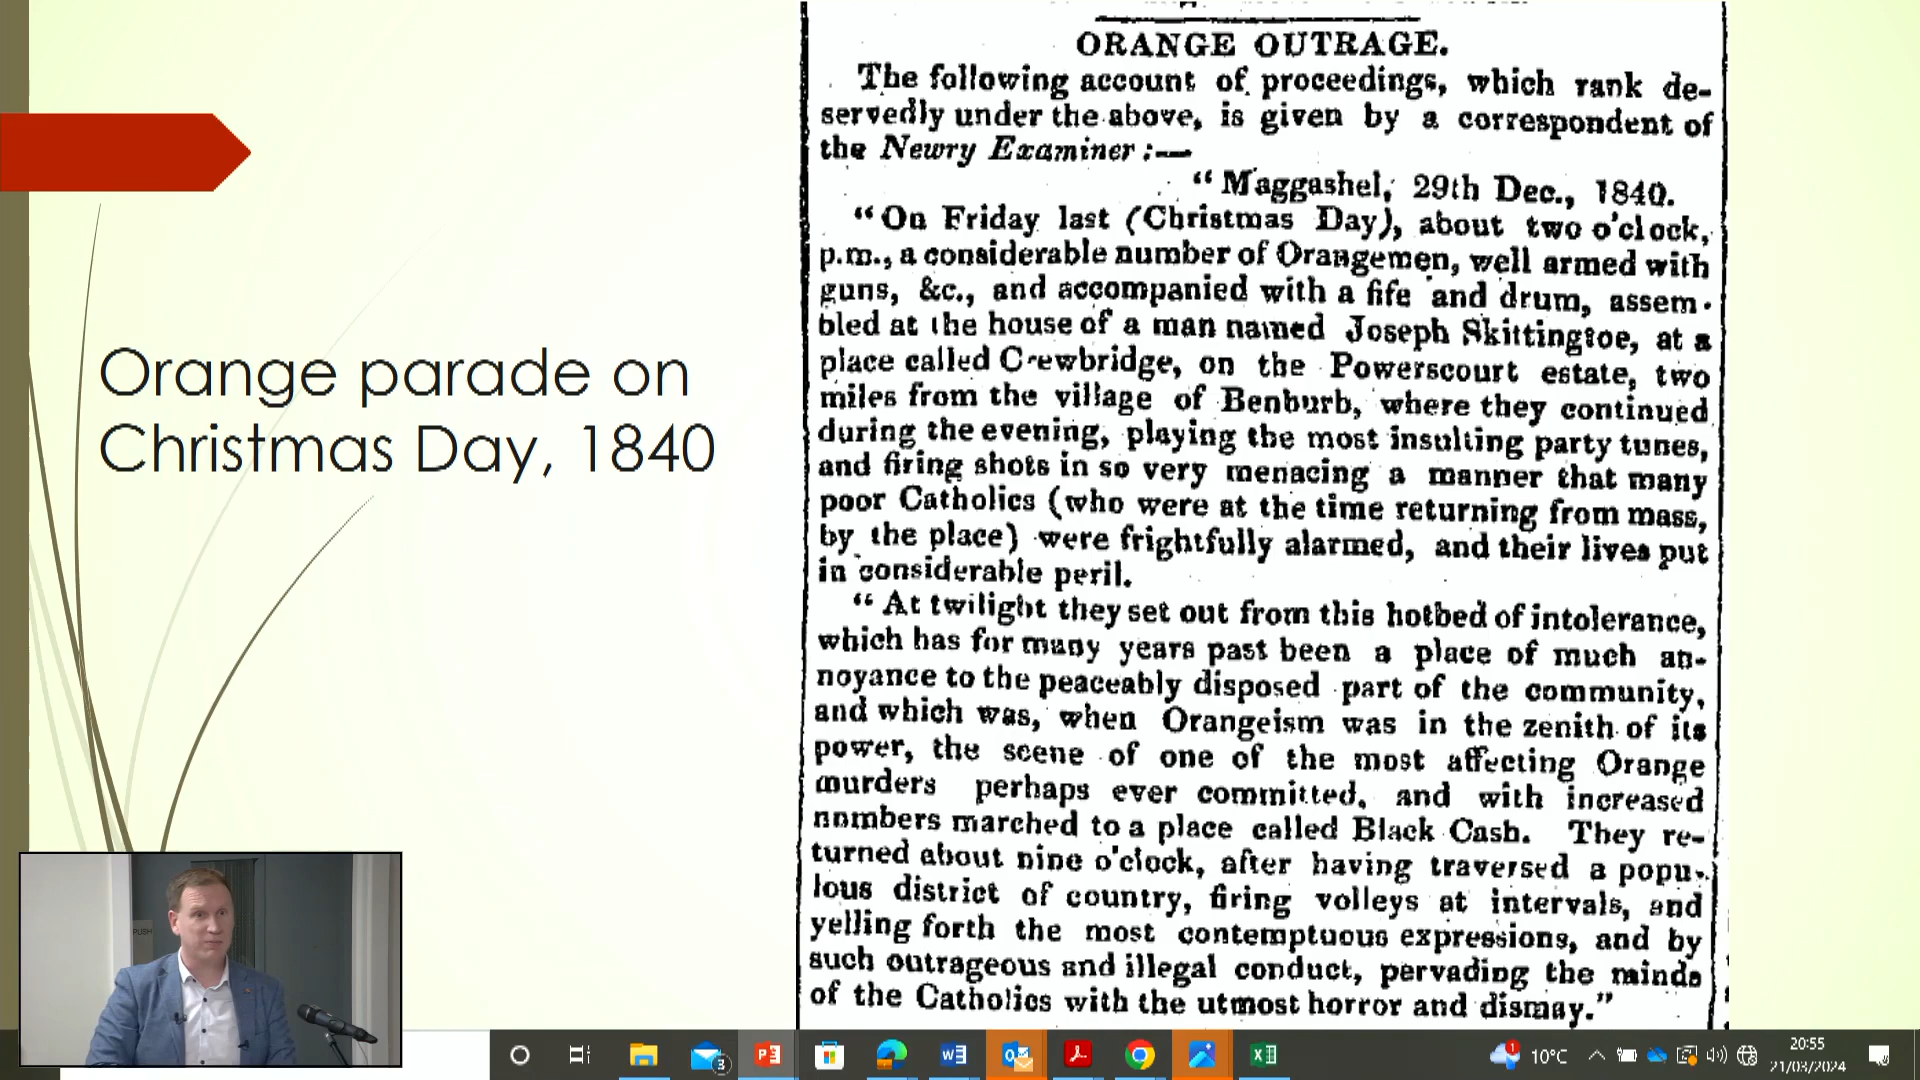 Orange parade on
Christmas Day, 1840
ORANGE OUTRAGE.
The following account of proceedings, which rank de-
servedly under the above, is given by a correspondent of
the Newry Examiner :—
"Maggashel, 29th Dec., 1840.
"On Friday last (Christmas Day), about two o'clock,
p.m., a considerable number of Orangemen, well armed with
guns, &c., and accompanied with a fife and drum, assem-
bled at the house of a man named Joseph Skittingtoe, at a
place called Crewbridge, on the Powerscourt estate, two
miles from the village of Benburb, where they continued
during the evening, playing the most insulting party tunes,
and firing shots in so very menacing a manner that many
poor Catholics (who were at the time returning from mass,
by the place) were frightfully alarmed, and their lives put
in considerable peril.
"At twilight they set out from this hotbed of intolerance,
which has for many years past been a place of much an-
noyance to the peaceably disposed part of the community,
and which was, when Orangeism was in the zenith of its
power, the scene of one of the most affecting Orange
murders perhaps ever committed, and with increased
numbers marched to a place called Black Cash. They re-
turned about nine o'clock, after having traversed a popu-
lous district of country, firing volleys at intervals, and
yelling forth the most contemptuous expressions, and by
such outrageous and illegal conduct, pervading the minds
of the Catholics with the utmost horror and dismay."
PUSH
3
1
10°C
20:55
21/03/2024